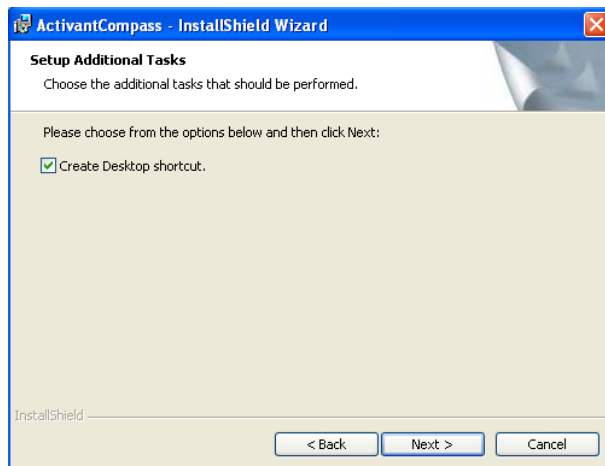 ActivantCompass - InstallShield Wizard
Setup Additional Tasks
Choose the additional tasks that should be performed.
Please choose from the options below and then click Next:
Create Desktop shortcut.
InstallShield
< Back Next > Cancel